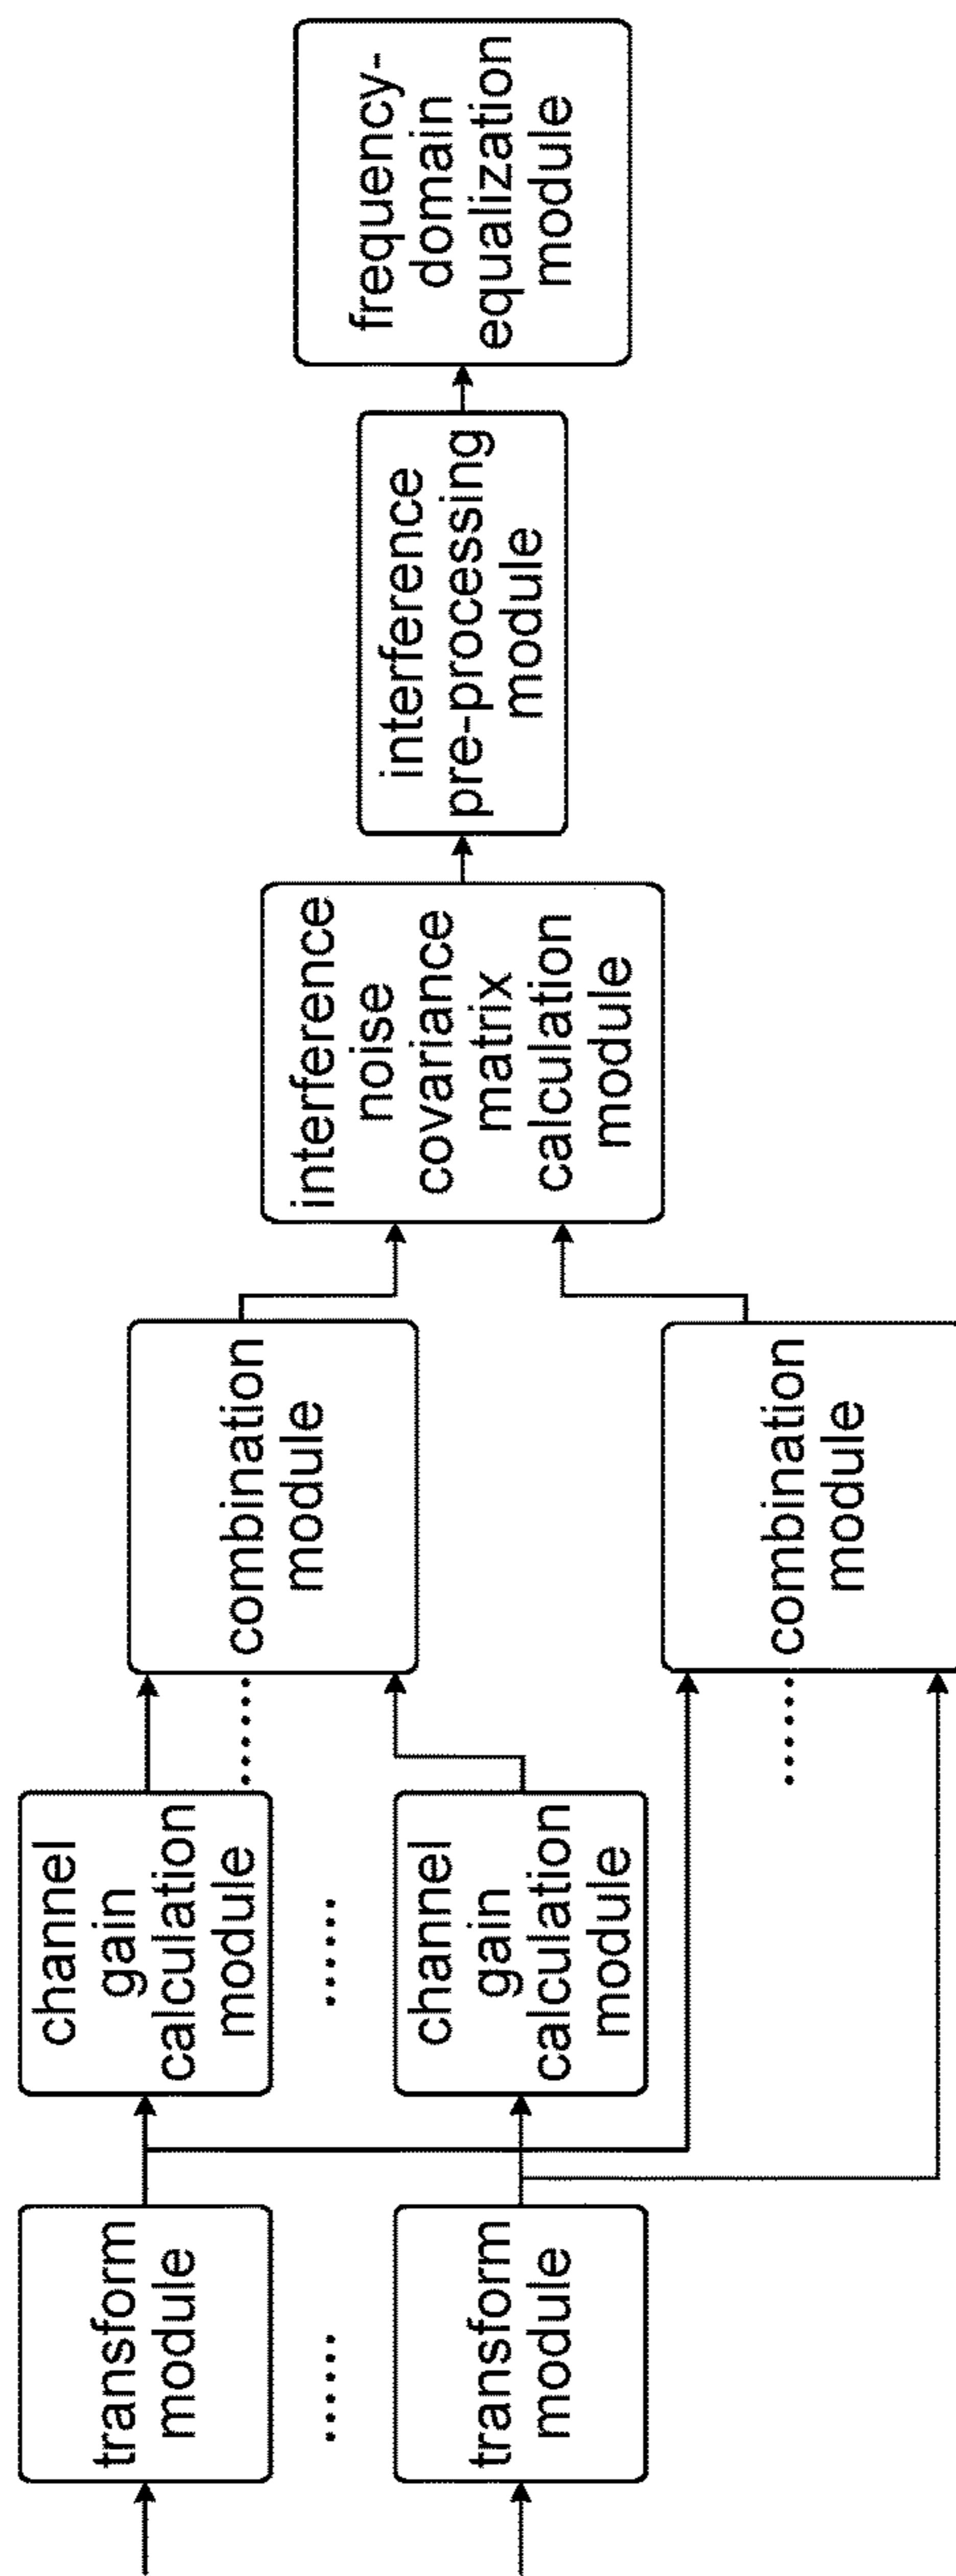 transform
module
transform
module
channel
gain
calculation
module
channel
gain
calculation
module
combination
module
combination
module
interference
noise
covariance
matrix
calculation
module
interference
pre-processing
module
frequency-
domain
equalization
module